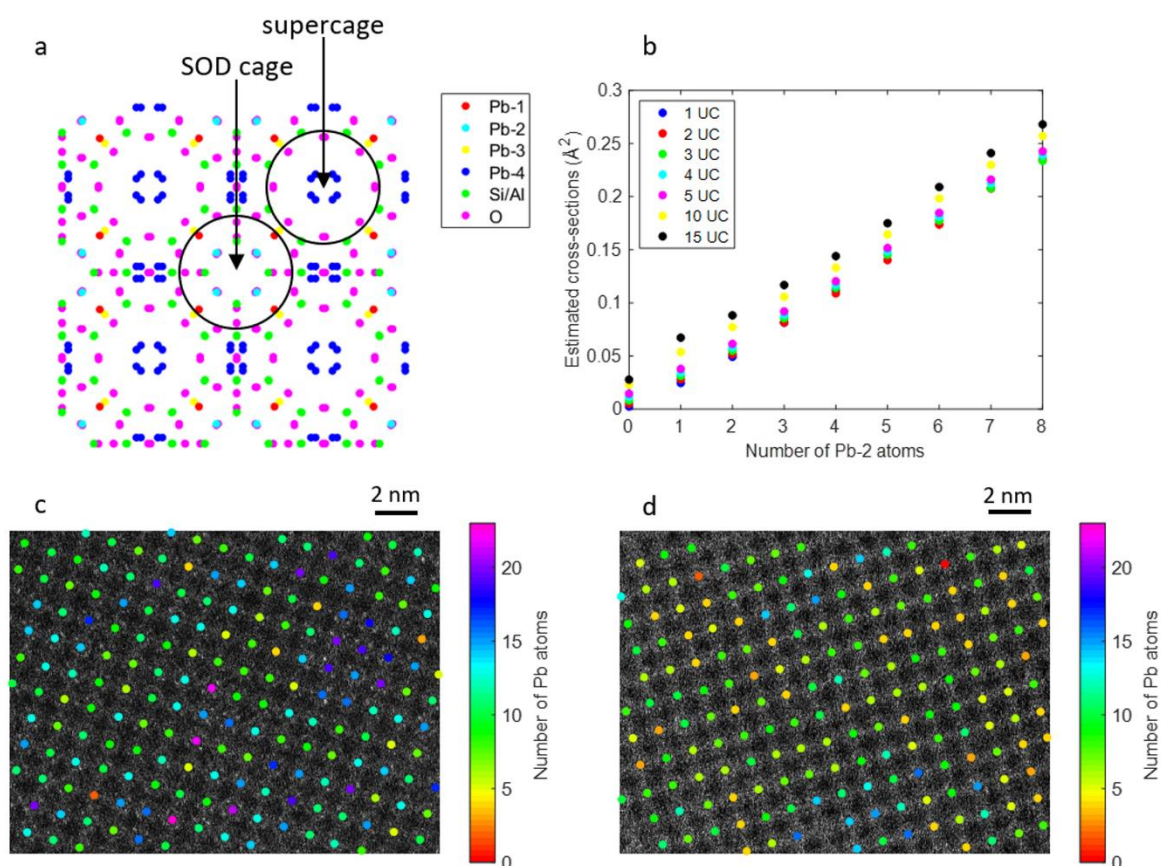 a
supercage
SOD cage
Pb-1
Pb-2
Pb-3
Pb-4
Si/Al
O
b
Estimated cross-sections (Å²)
0.3
0.25
0.2
0.15
0.1
0.05
0
1 UC
2 UC
3 UC
4 UC
5 UC
10 UC
15 UC
0 1 2 3 4 5 6 7 8
Number of Pb-2 atoms
c
2 nm
20
15
10
5
0
Number of Pb atoms
d
2 nm
20
15
10
5
0
Number of Pb atoms